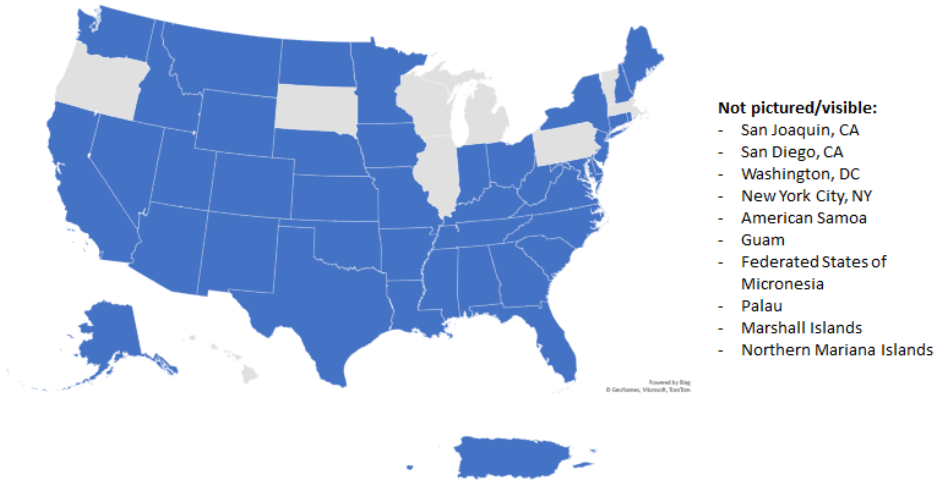 Not pictured/visible:
- San Joaquin, CA
- San Diego, CA
- Washington, DC
- New York City, NY
- American Samoa
- Guam
- Federated States of
Micronesia
- Palau
- Marshall Islands
- Northern Mariana Islands
Powered by Bing
© GeoNames, Microsoft, TomTom